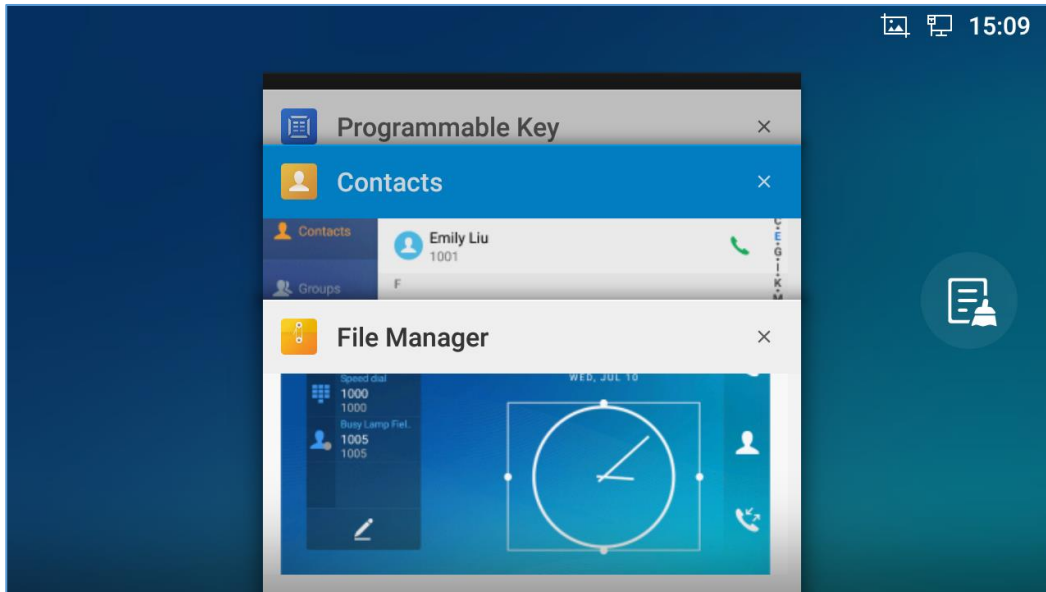 15:09
Programmable Key
Contacts
Contacts
Emily Liu
1001
Groups
F
C
E
G
I
K
M
File Manager
Speed dial
1000
1000
Busy Lamp Fiel.
1005
1005
WED, JUL 10